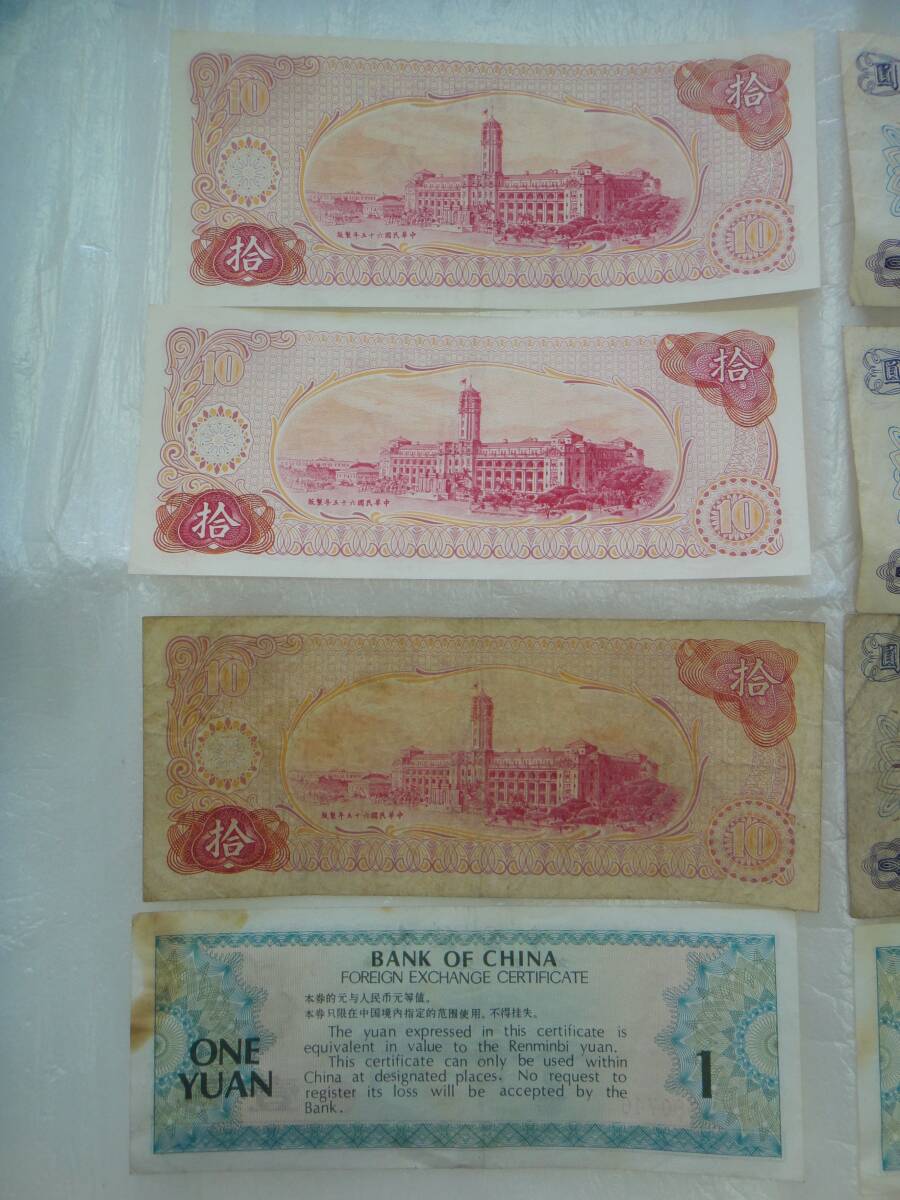 10
拾
中華民國六十五年製版
拾
10
圓
10
拾
中華民國六十五年製版
拾
10
圓
10
拾
中華民國六十五年製版
拾
10
圓
BANK OF CHINA
FOREIGN EXCHANGE CERTIFICATE
本券的元与人民币元等值。
本券只限在中国境内指定的范围使用，不得挂失。
The yuan expressed in this certificate is
equivalent in value to the Renminbi yuan.
This certificate can only be used within
China at designated places. No request to
register its loss will be accepted by the
Bank.
ONE
YUAN
1